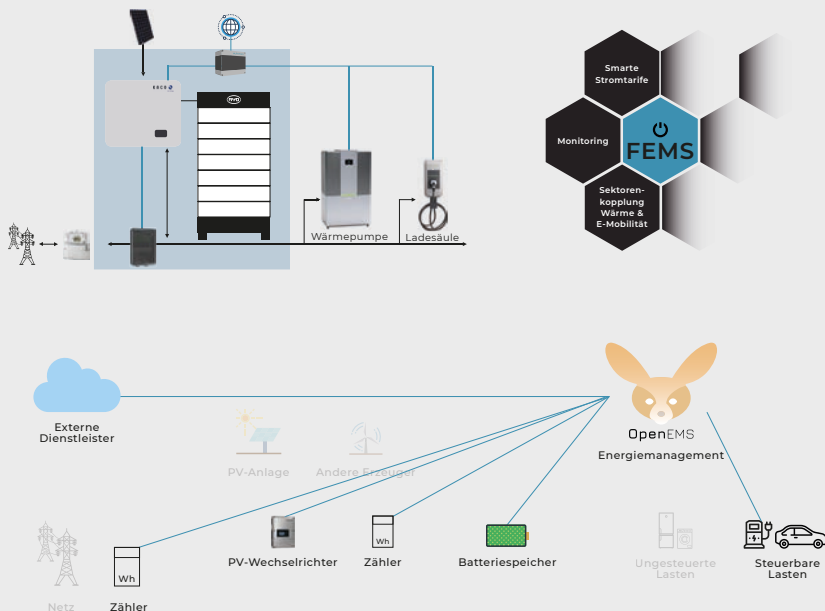 BYD
Wärmepumpe
Ladesäule
Smarte
Stromtarife
Monitoring
FEMS
Sektoren-
kopplung
Wärme &
E-Mobilität
Externe
Dienstleister
PV-Anlage
Andere Erzeuger
OpenEMS
Energiemanagement
Netz
Wh
Zähler
PV-Wechselrichter
Wh
Zähler
Batteriespeicher
Ungesteuerte
Lasten
Steuerbare
Lasten